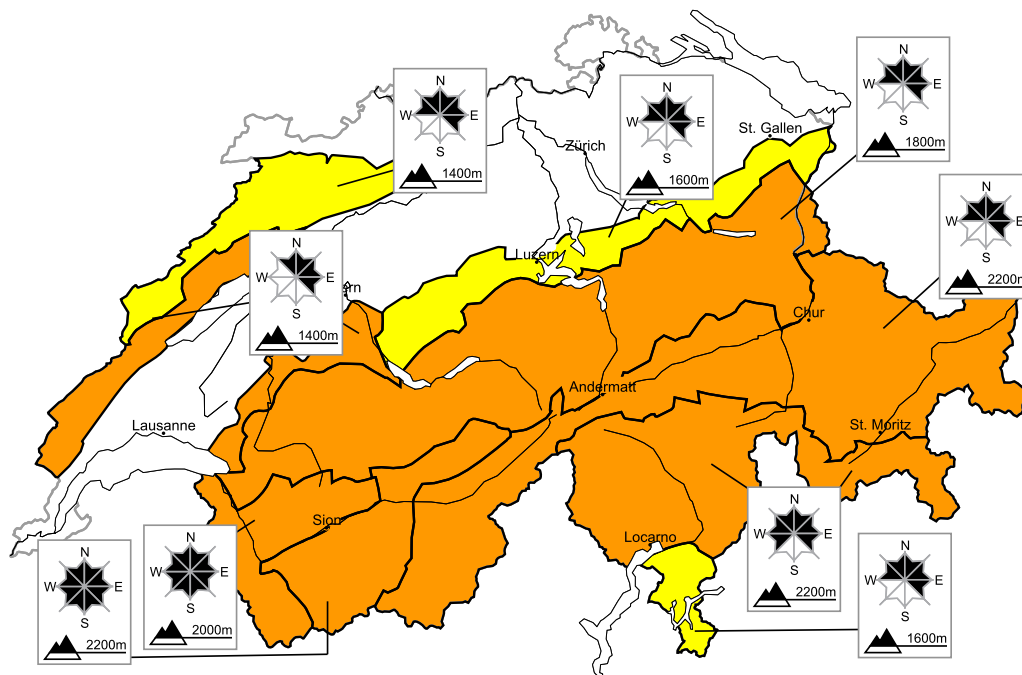 N
W E
S
1400m
N
W E
S
1600m
N
W E
S
1800m
N
W E
S
2200m
N
W E
S
1400m
Zürich
St. Gallen
Luzern
rn
Chur
Andermatt
St. Moritz
Lausanne
Sion
Locarno
N
W E
S
2200m
N
W E
S
2000m
N
W E
S
2200m
N
W E
S
1600m